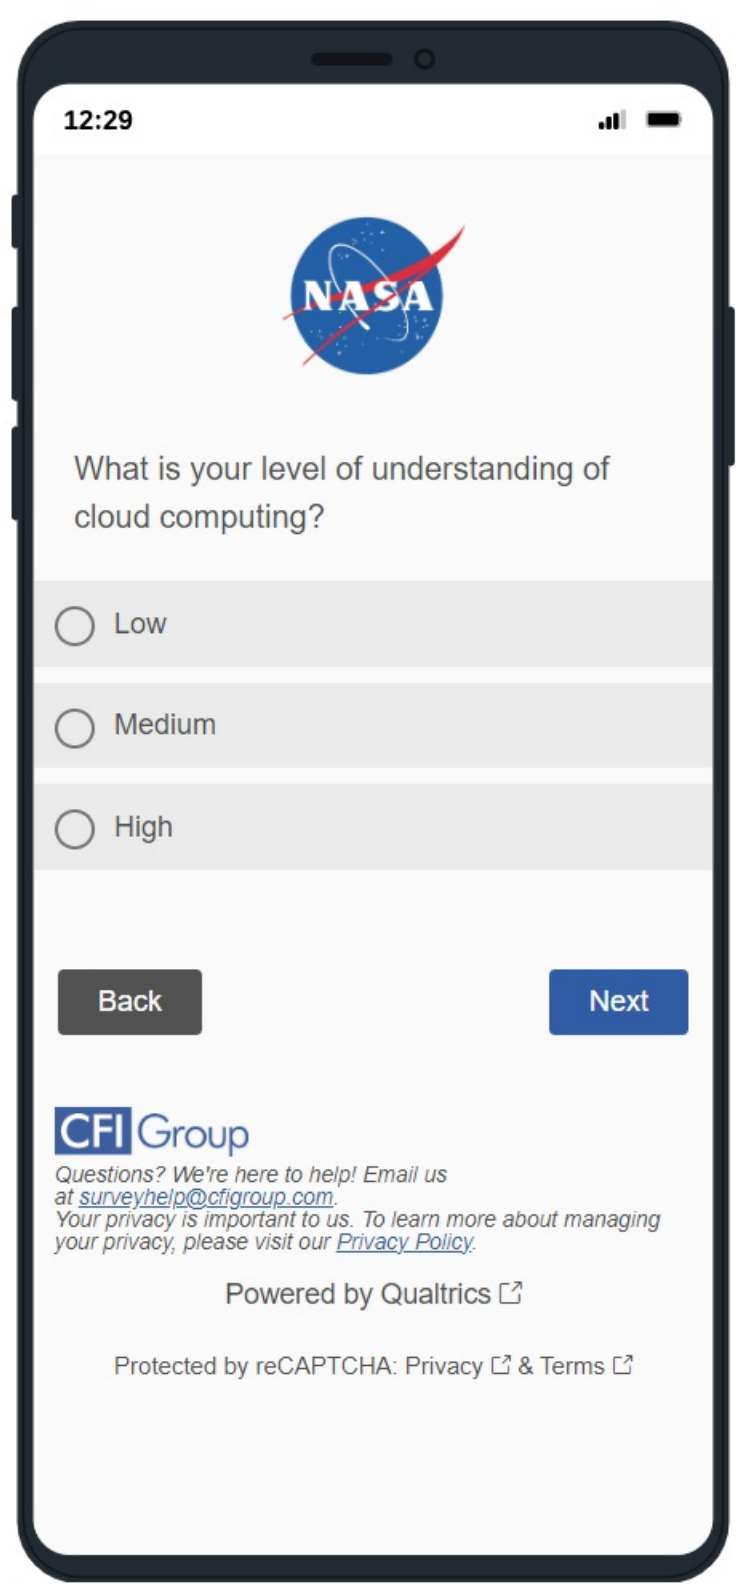 12:29
NASA
What is your level of understanding of
cloud computing?
Low
Medium
High
Back
Next
CFI Group
Questions? We're here to help! Email us
at surveyhelp@cfigroup.com.
Your privacy is important to us. To learn more about managing
your privacy, please visit our Privacy Policy.
Powered by Qualtrics
Protected by reCAPTCHA: Privacy & Terms